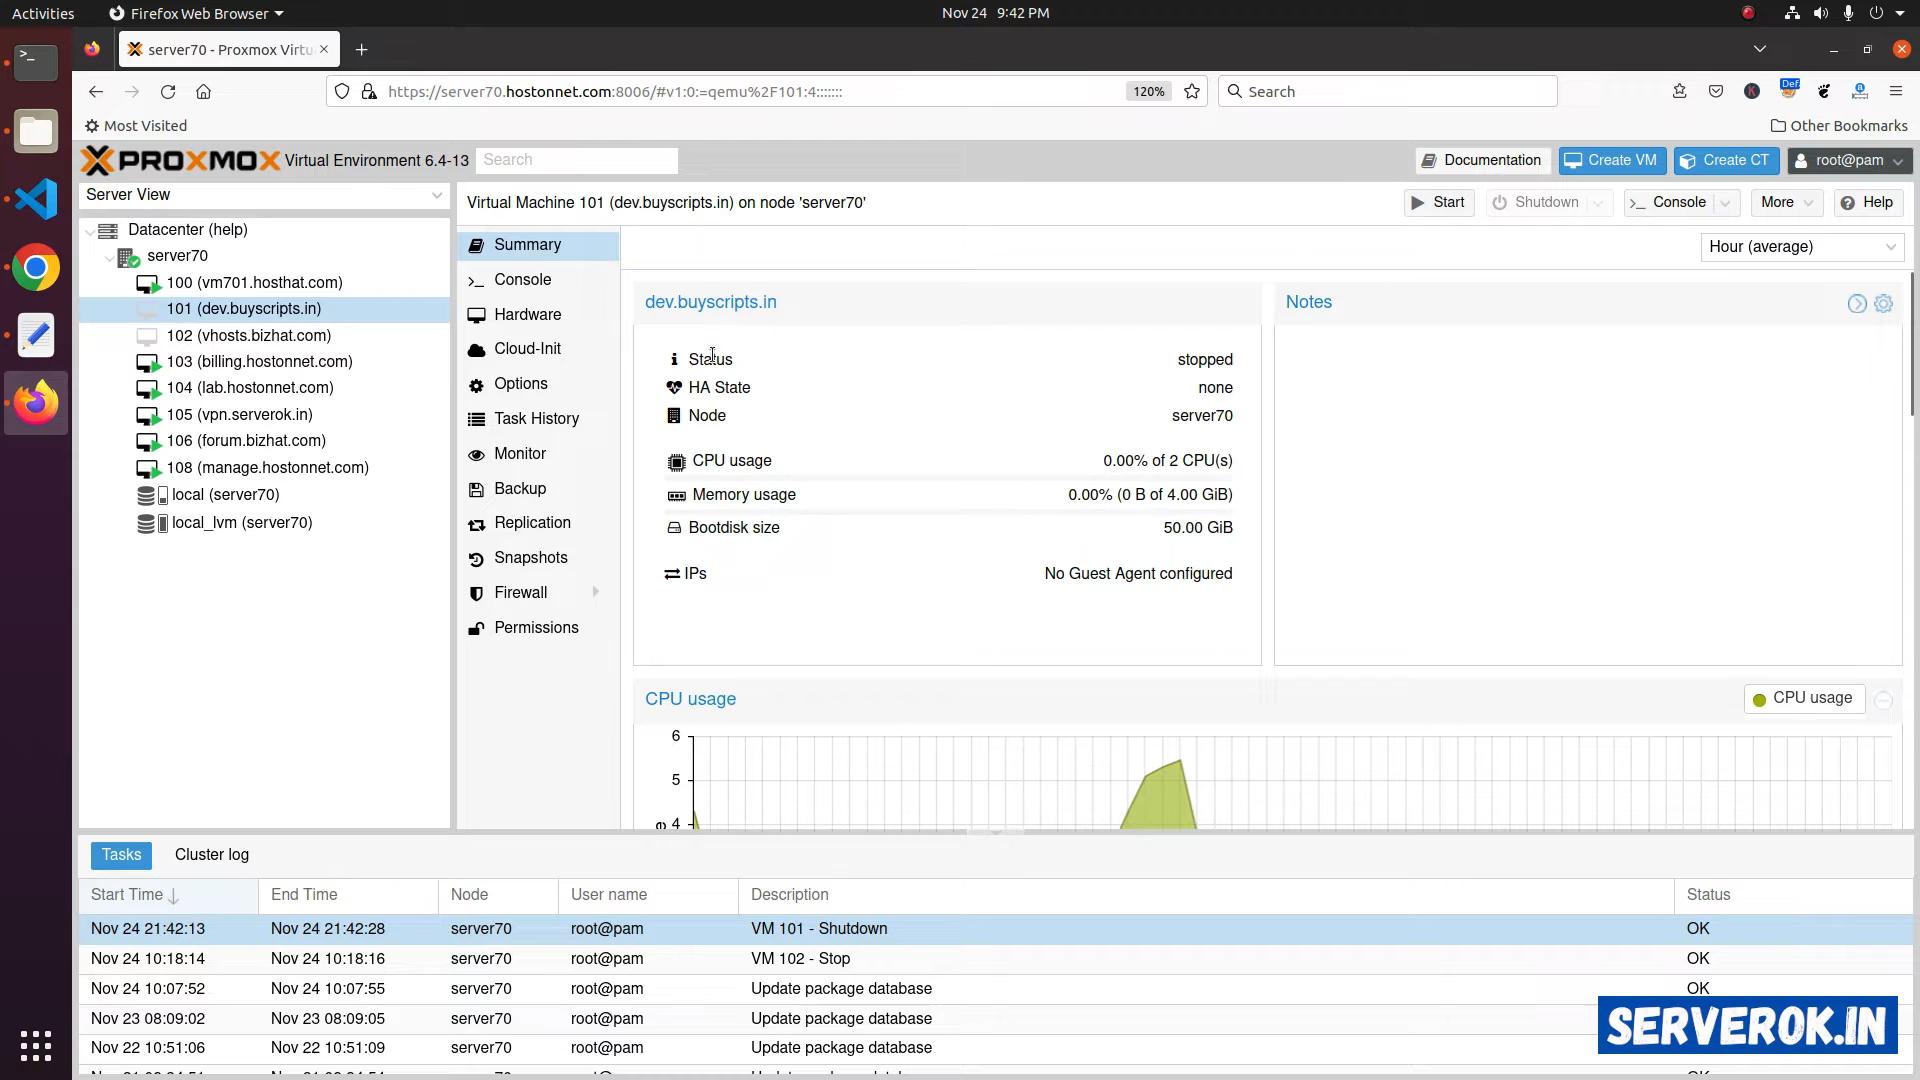 Activities
Firefox Web Browser
Nov 24 9:42 PM
server70 - Proxmox Virtu
https://server70.hostonnet.com:8006/#v1:0:=qemu%2F101:4:::::::
120%
Search
Def
Most Visited
Other Bookmarks
PROXMOX Virtual Environment 6.4-13
Search
Documentation
Create VM
Create CT
root@pam
Server View
Virtual Machine 101 (dev.buyscripts.in) on node 'server70'
Start
Shutdown
Console
More
Help
Datacenter (help)
server70
100 (vm701.hosthat.com)
101 (dev.buyscripts.in)
102 (vhosts.bizhat.com)
103 (billing.hostonnet.com)
104 (lab.hostonnet.com)
105 (vpn.serverok.in)
106 (forum.bizhat.com)
108 (manage.hostonnet.com)
local (server70)
local_lvm (server70)
Summary
Console
Hardware
Cloud-Init
Options
Task History
Monitor
Backup
Replication
Snapshots
Firewall
Permissions
Hour (average)
dev.buyscripts.in
Status stopped
HA State none
Node server70
CPU usage 0.00% of 2 CPU(s)
Memory usage 0.00% (0 B of 4.00 GiB)
Bootdisk size 50.00 GiB
IPs No Guest Agent configured
Notes
CPU usage
CPU usage
6
5
4
Tasks
Cluster log
Start Time End Time Node User name Description Status
Nov 24 21:42:13 Nov 24 21:42:28 server70 root@pam VM 101 - Shutdown OK
Nov 24 10:18:14 Nov 24 10:18:16 server70 root@pam VM 102 - Stop OK
Nov 24 10:07:52 Nov 24 10:07:55 server70 root@pam Update package database OK
Nov 23 08:09:02 Nov 23 08:09:05 server70 root@pam Update package database
Nov 22 10:51:06 Nov 22 10:51:09 server70 root@pam Update package database
SERVEROK.IN